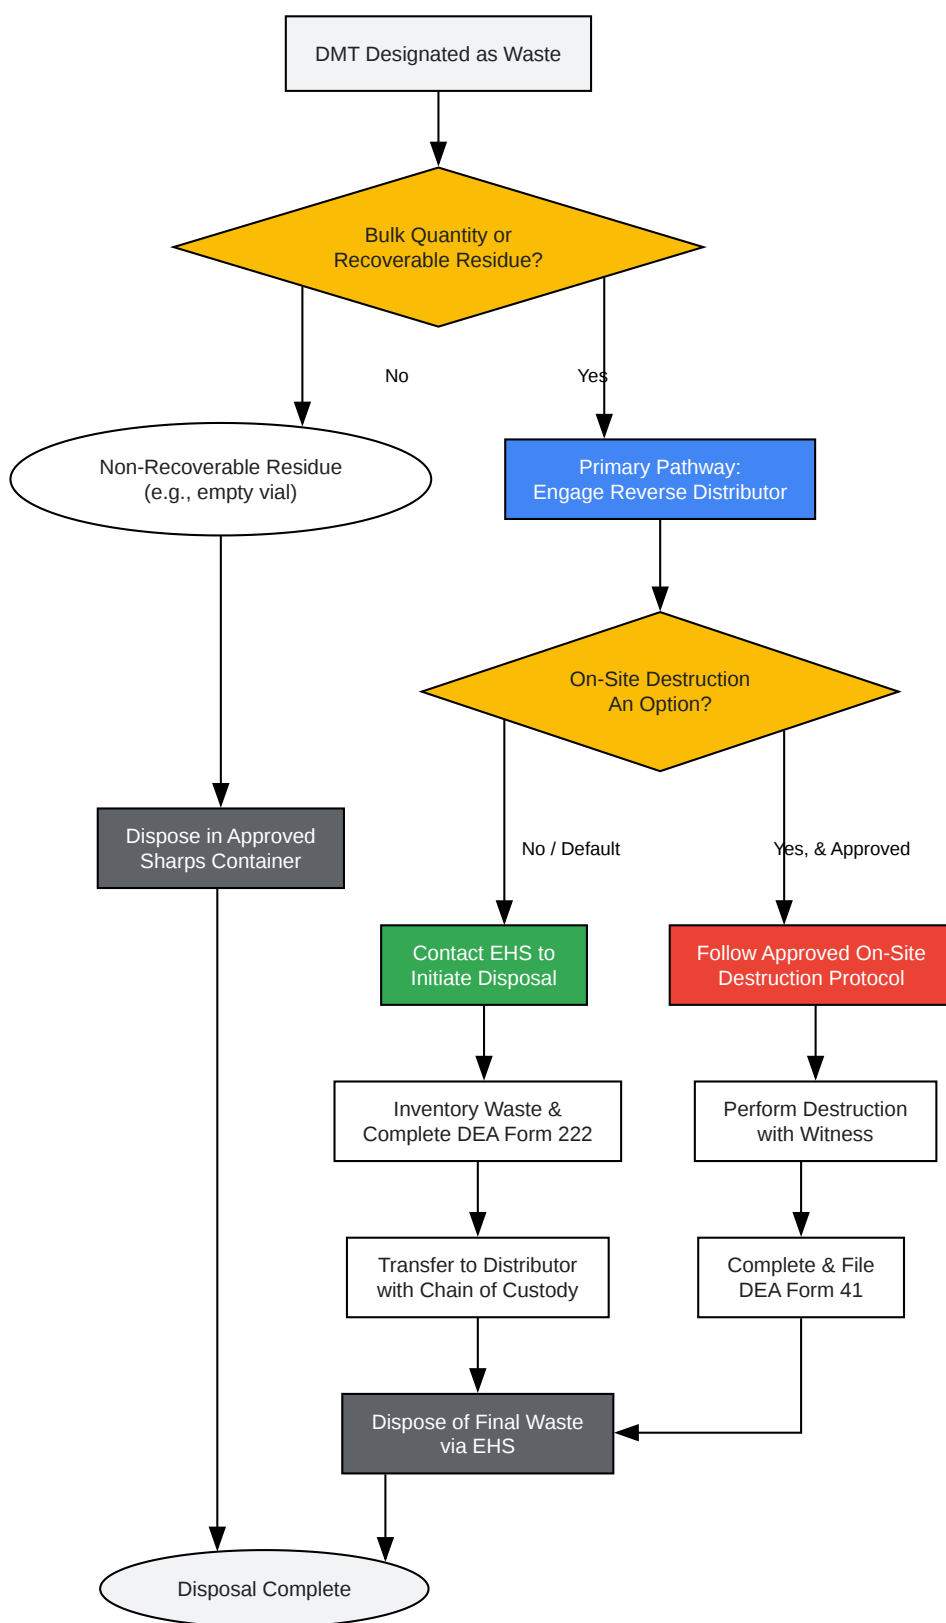 DMT Designated as Waste
Bulk Quantity or
Recoverable Residue?
No
Yes
Non-Recoverable Residue
(e.g., empty vial)
Primary Pathway:
Engage Reverse Distributor
On-Site Destruction
An Option?
Dispose in Approved
Sharps Container
No / Default
Yes, & Approved
Contact EHS to
Initiate Disposal
Follow Approved On-Site
Destruction Protocol
Inventory Waste &
Complete DEA Form 222
Perform Destruction
with Witness
Transfer to Distributor
with Chain of Custody
Complete & File
DEA Form 41
Dispose of Final Waste
via EHS
Disposal Complete